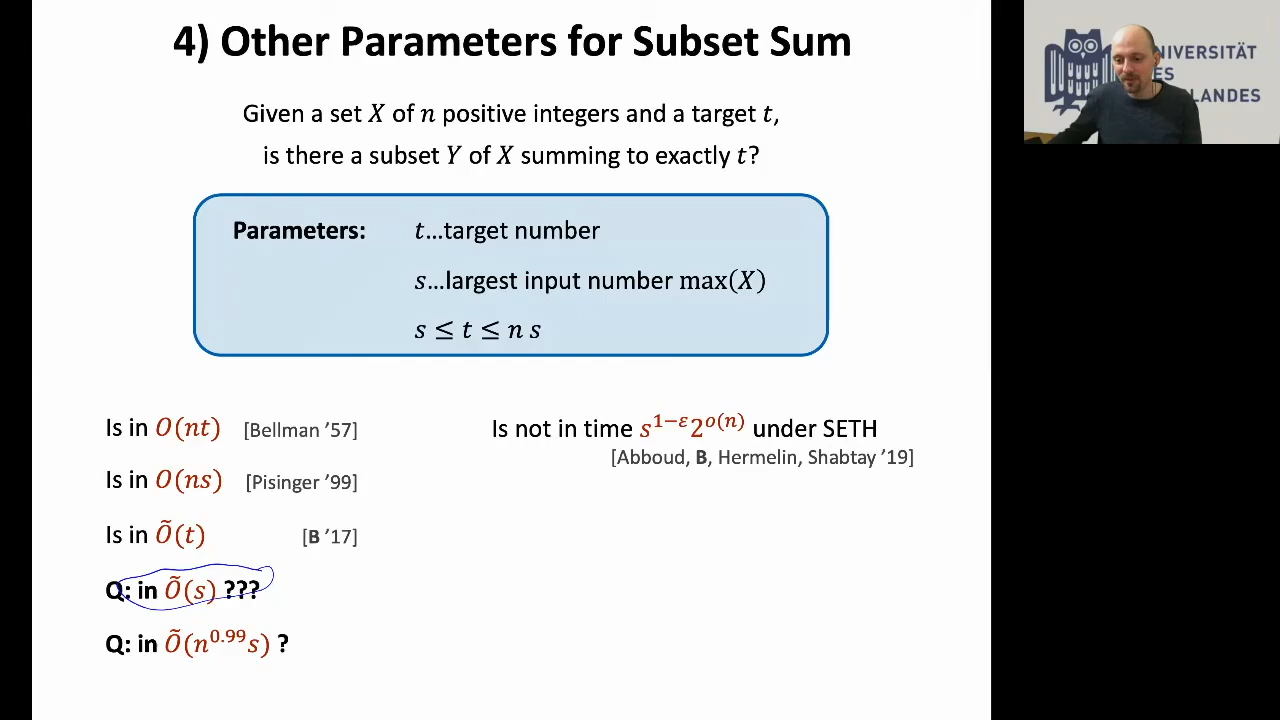 4) Other Parameters for Subset Sum
Given a set X of n positive integers and a target t,
is there a subset Y of X summing to exactly t?
Parameters: t…target number
s…largest input number max(X)
s ≤ t ≤ n s
Is in O(nt) [Bellman ’57]
Is in O(ns) [Pisinger ’99]
Is in Õ(t) [B ’17]
Q: in Õ(s) ???
Q: in Õ(n^0.99 s) ?
Is not in time s^{1−ε}2^{o(n)} under SETH
[Abboud, B, Hermelin, Shabtay ’19]
UNIVERSITÄT
DES
LANDES